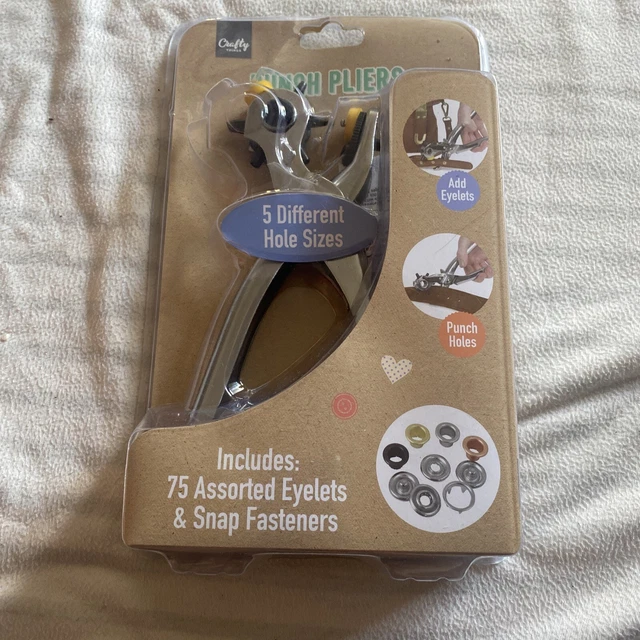 Crafty
PUNCH PLIERS
5 Different
Hole Sizes
Add
Eyelets
Punch
Holes
Includes:
75 Assorted Eyelets
& Snap Fasteners